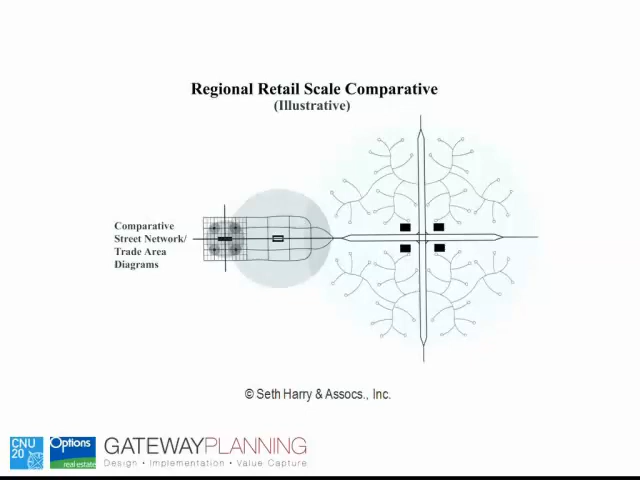 Regional Retail Scale Comparative
(Illustrative)
Comparative
Street Network/
Trade Area
Diagrams
© Seth Harry & Assocs., Inc.
CNU
20
Options
real estate
GATEWAYPLANNING
Design • Implementation • Value Capture